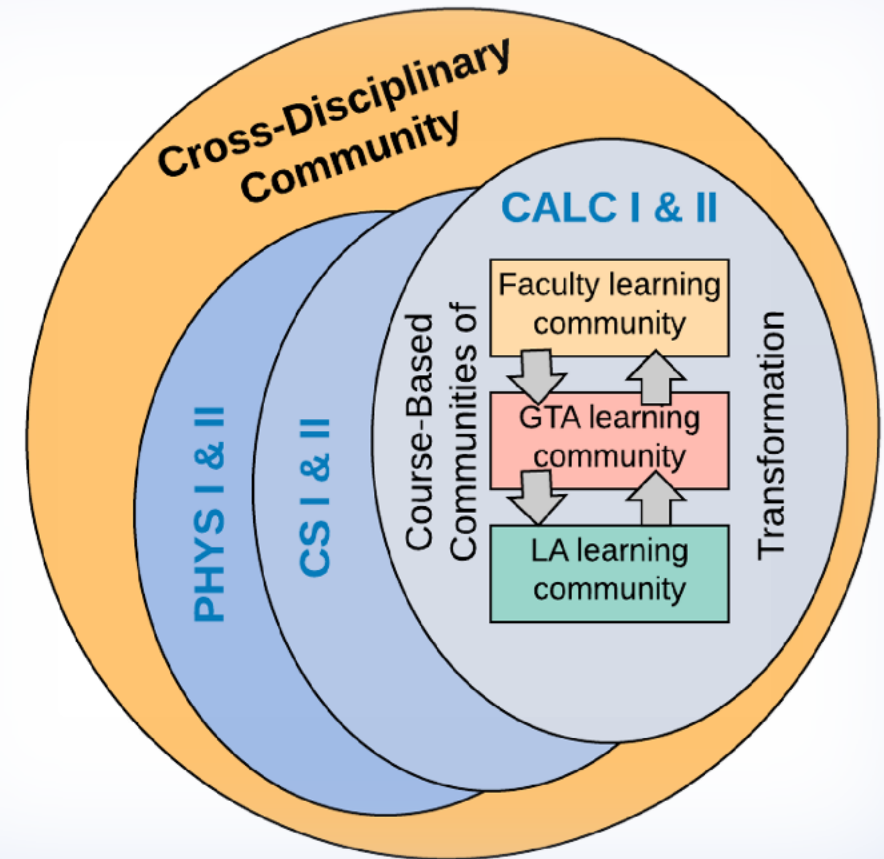 Cross-Disciplinary
Community
PHYS I & II
CS I & II
CALC I & II
Course-Based
Communities of
Transformation
Faculty learning
community
GTA learning
community
LA learning
community